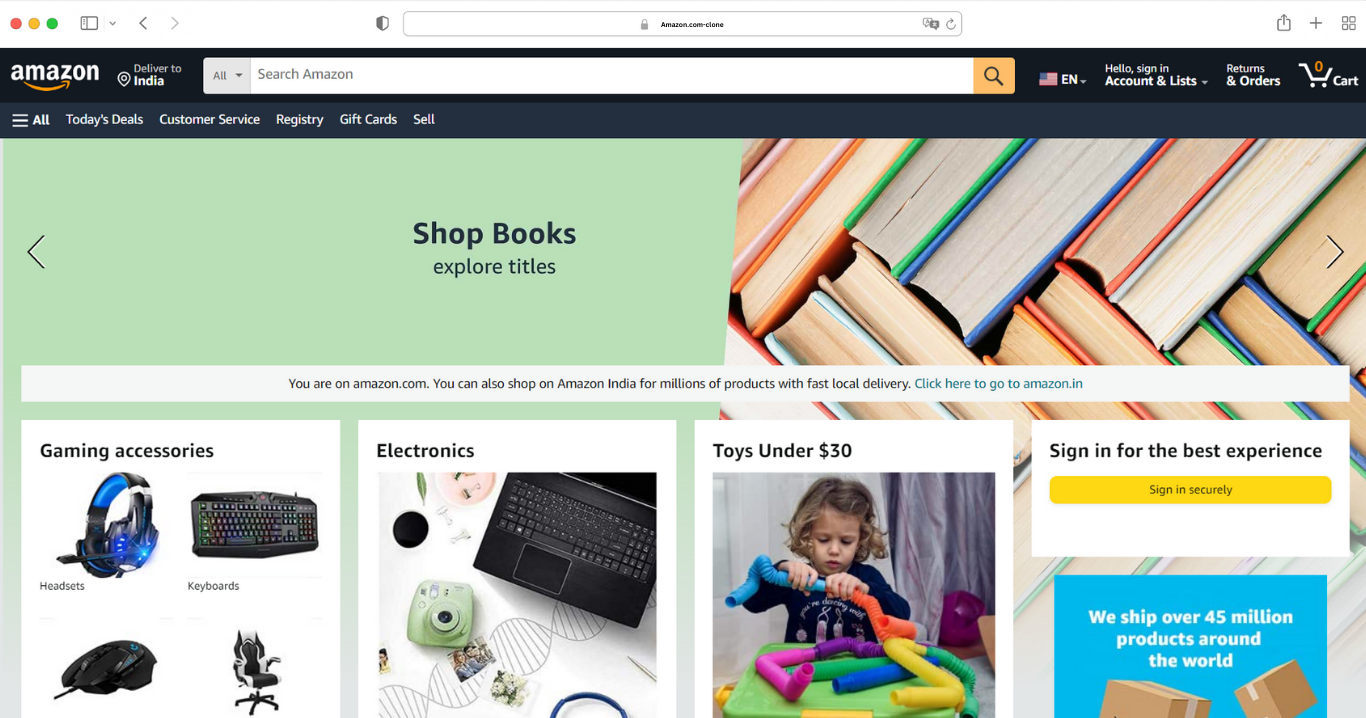 Amazon.com-clone
amazon
Deliver to
India
All
Search Amazon
EN
Hello, sign in
Account & Lists
Returns
& Orders
0
Cart
All
Today's Deals
Customer Service
Registry
Gift Cards
Sell
Shop Books
explore titles
You are on amazon.com. You can also shop on Amazon India for millions of products with fast local delivery. Click here to go to amazon.in
Gaming accessories
Headsets
Keyboards
Electronics
Toys Under $30
you're dancing with
Sign in for the best experience
Sign in securely
We ship over 45 million
products around
the world